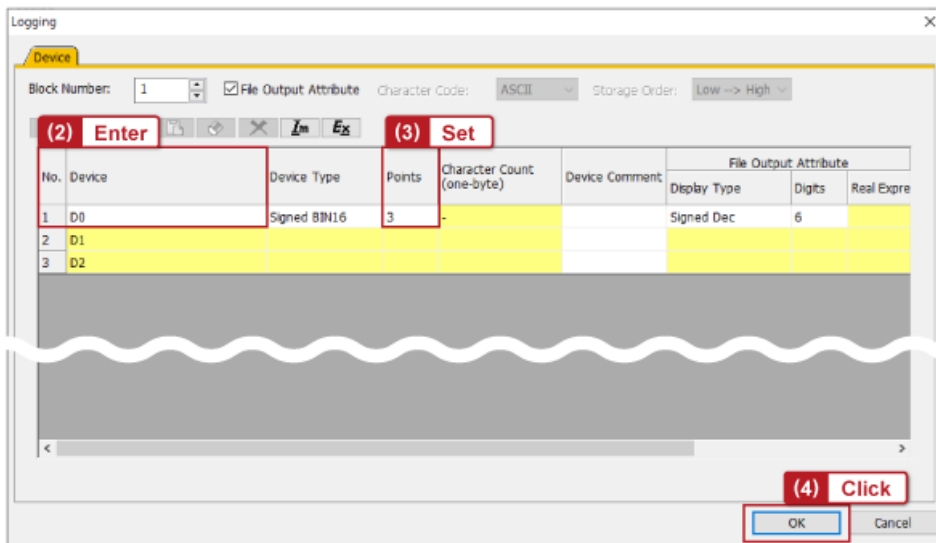 Logging
Device
Block Number: 1 File Output Attribute Character Code: ASCII Storage Order: Low --> High
(2) Enter Im Ex (3) Set
No. Device Device Type Points Character Count (one-byte) Device Comment File Output Attribute
Display Type Digits Real Expre
1 D0 Signed BIN16 3 - Signed Dec 6
2 D1
3 D2
(4) Click
OK Cancel